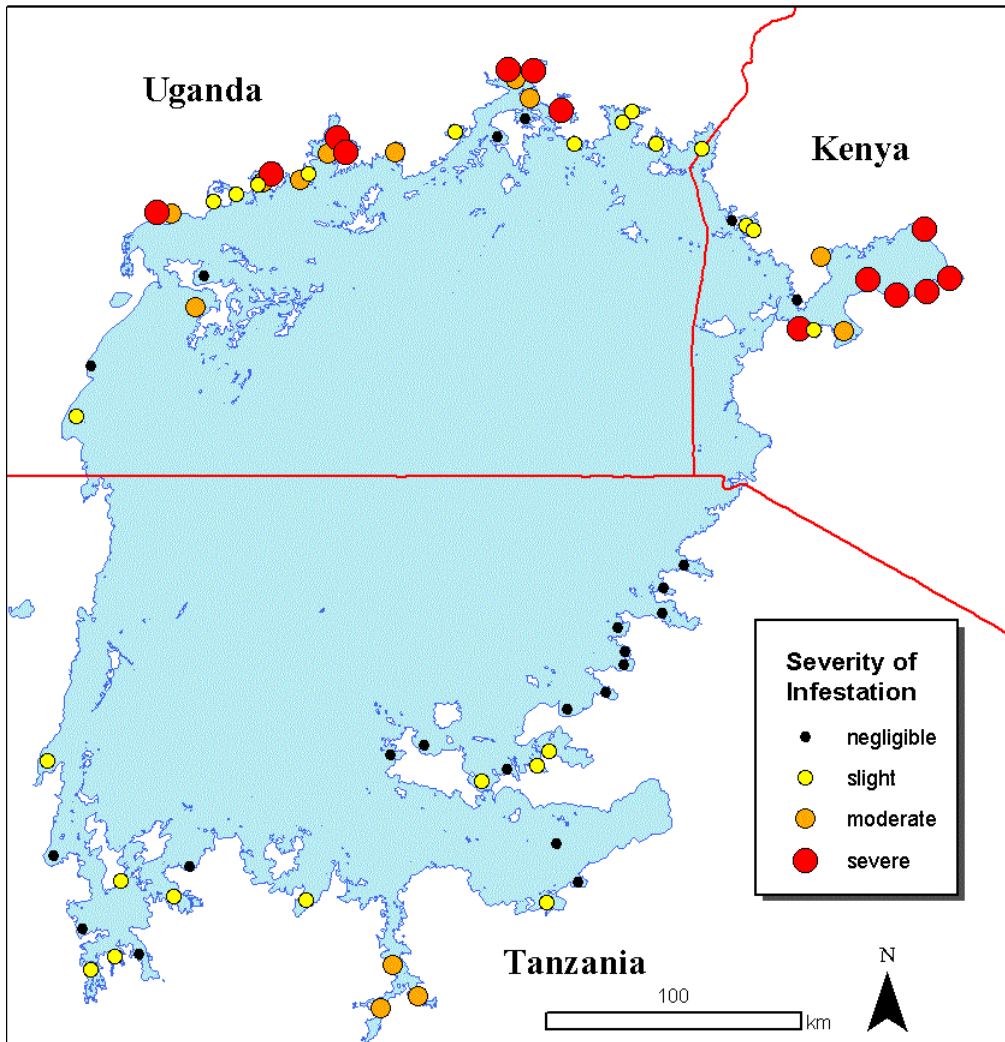 Uganda
Kenya
Severity of
Infestation
negligible
slight
moderate
severe
Tanzania
N
100
km